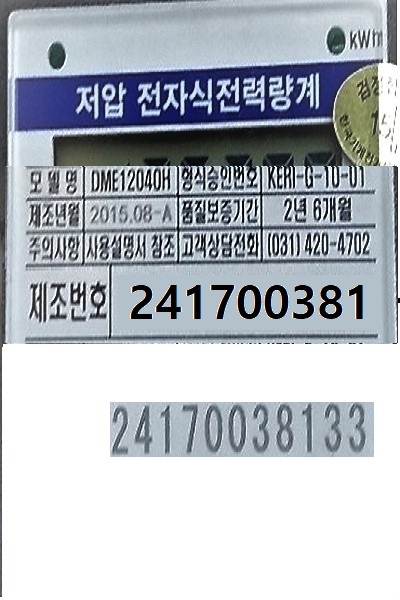 kWh
저압 전자식전력량계
모 델 명 DME12040H 형식승인번호 KERI-G-10-01
제조년월 2015.08-A 품질보증기간 2년 6개월
주의사항 사용설명서 참조 고객상담전화 (031) 420-4702
제조번호 241700381
24170038133